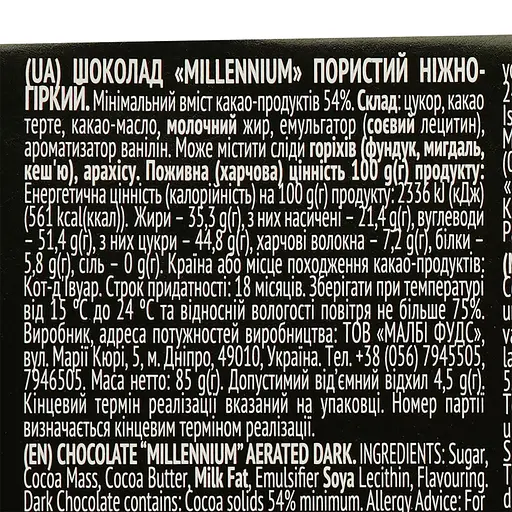 (UA) ШОКОЛАД «MILLENNIUM» ПОРИСТИЙ НІЖНО-
ГІРКИЙ. Мінімальний вміст какао-продуктів 54%. Склад: цукор, какао
терте, какао-масло, молочний жир, емульгатор (соєвий лецитин),
ароматизатор ванілін. Може містити сліди горіхів (фундук, мигдаль,
кеш'ю), арахісу. Поживна (харчова) цінність 100 g(г) продукту:
Енергетична цінність (калорійність) на 100 g(г) продукту: 2336 kJ (кДж)
(561 kcal(ккал)). Жири – 35,3 g(г), з них насичені – 21,4 g(г), вуглеводи
– 51,4 g(г), з них цукри – 44,8 g(г), харчові волокна – 7,2 g(г), білки –
5,8 g(г), сіль – 0 g(г). Країна або місце походження какао-продуктів:
Кот-д'Івуар. Строк придатності: 18 місяців. Зберігати при температурі
від 15 °С до 24 °С та відносній вологості повітря не більше 75%.
Виробник, адреса потужностей виробництва: ТОВ «МАЛБІ ФУДС»,
вул. Марії Кюрі, 5, м. Дніпро, 49010, Україна. Тел. +38 (056) 7945505,
7946505. Маса нетто: 85 g(г). Допустимий від'ємний відхил 4,5 g(г).
Кінцевий термін реалізації вказаний на упаковці. Номер партії
визначається кінцевим терміном реалізації.
(EN) CHOCOLATE “MILLENNIUM” AERATED DARK. INGREDIENTS: Sugar,
Cocoa Mass, Cocoa Butter, Milk Fat, Emulsifier Soya Lecithin, Flavouring.
Dark Chocolate contains: Cocoa solids 54% minimum. Allergy Advice: For